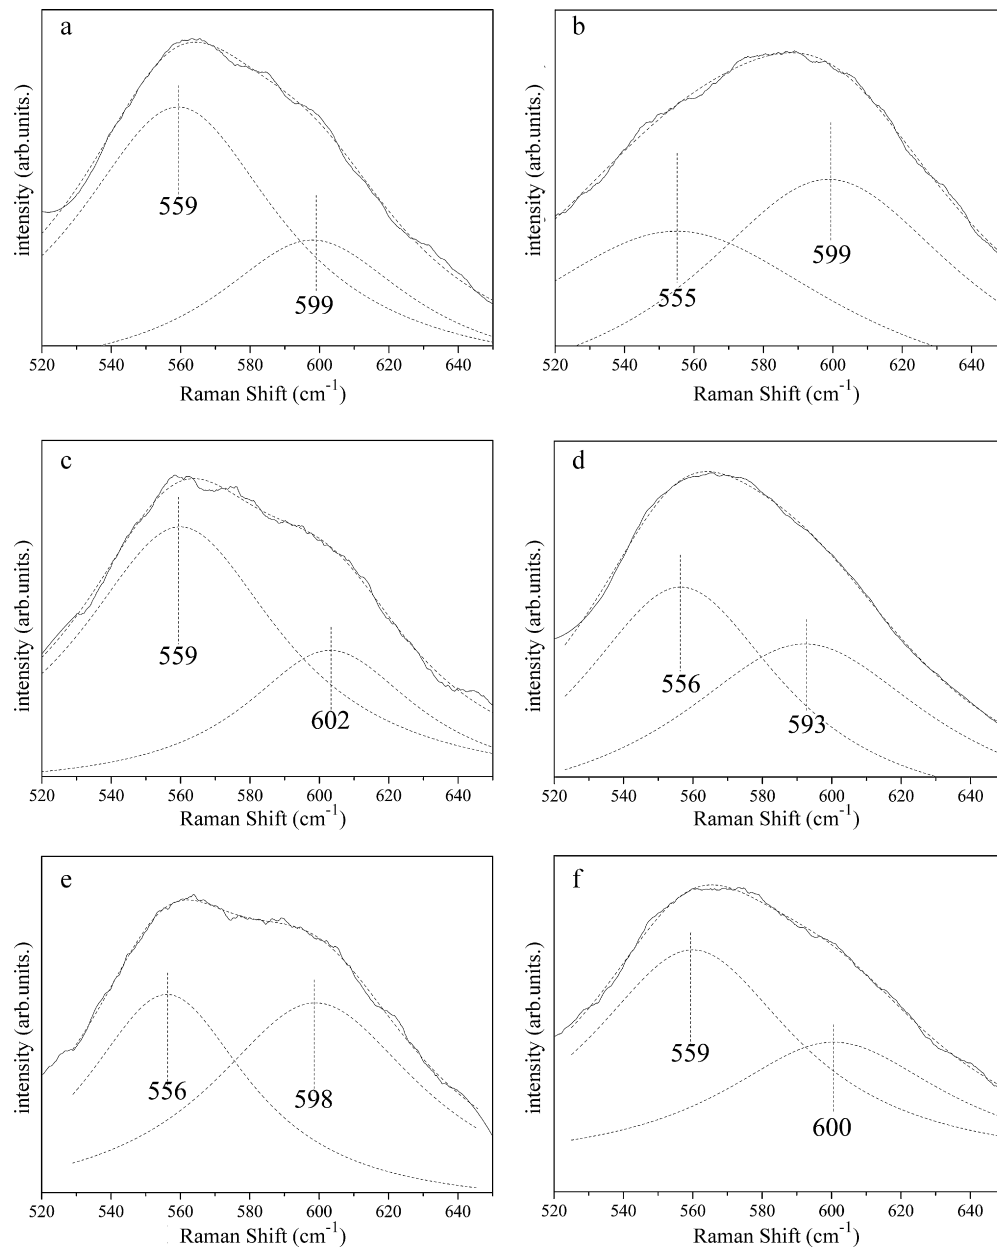 a
intensity (arb.units.)
559
599
520 540 560 580 600 620 640
Raman Shift (cm-1)
b
intensity (arb.units.)
599
555
520 540 560 580 600 620 640
Raman Shift (cm-1)
c
intensity (arb.units.)
559
602
520 540 560 580 600 620 640
Raman Shift (cm-1)
d
intensity (arb.units.)
556
593
520 540 560 580 600 620 640
Raman Shift (cm-1)
e
intensity (arb.units.)
556
598
520 540 560 580 600 620 640
Raman Shift (cm-1)
f
intensity (arb.units.)
559
600
520 540 560 580 600 620 640
Raman Shift (cm-1)